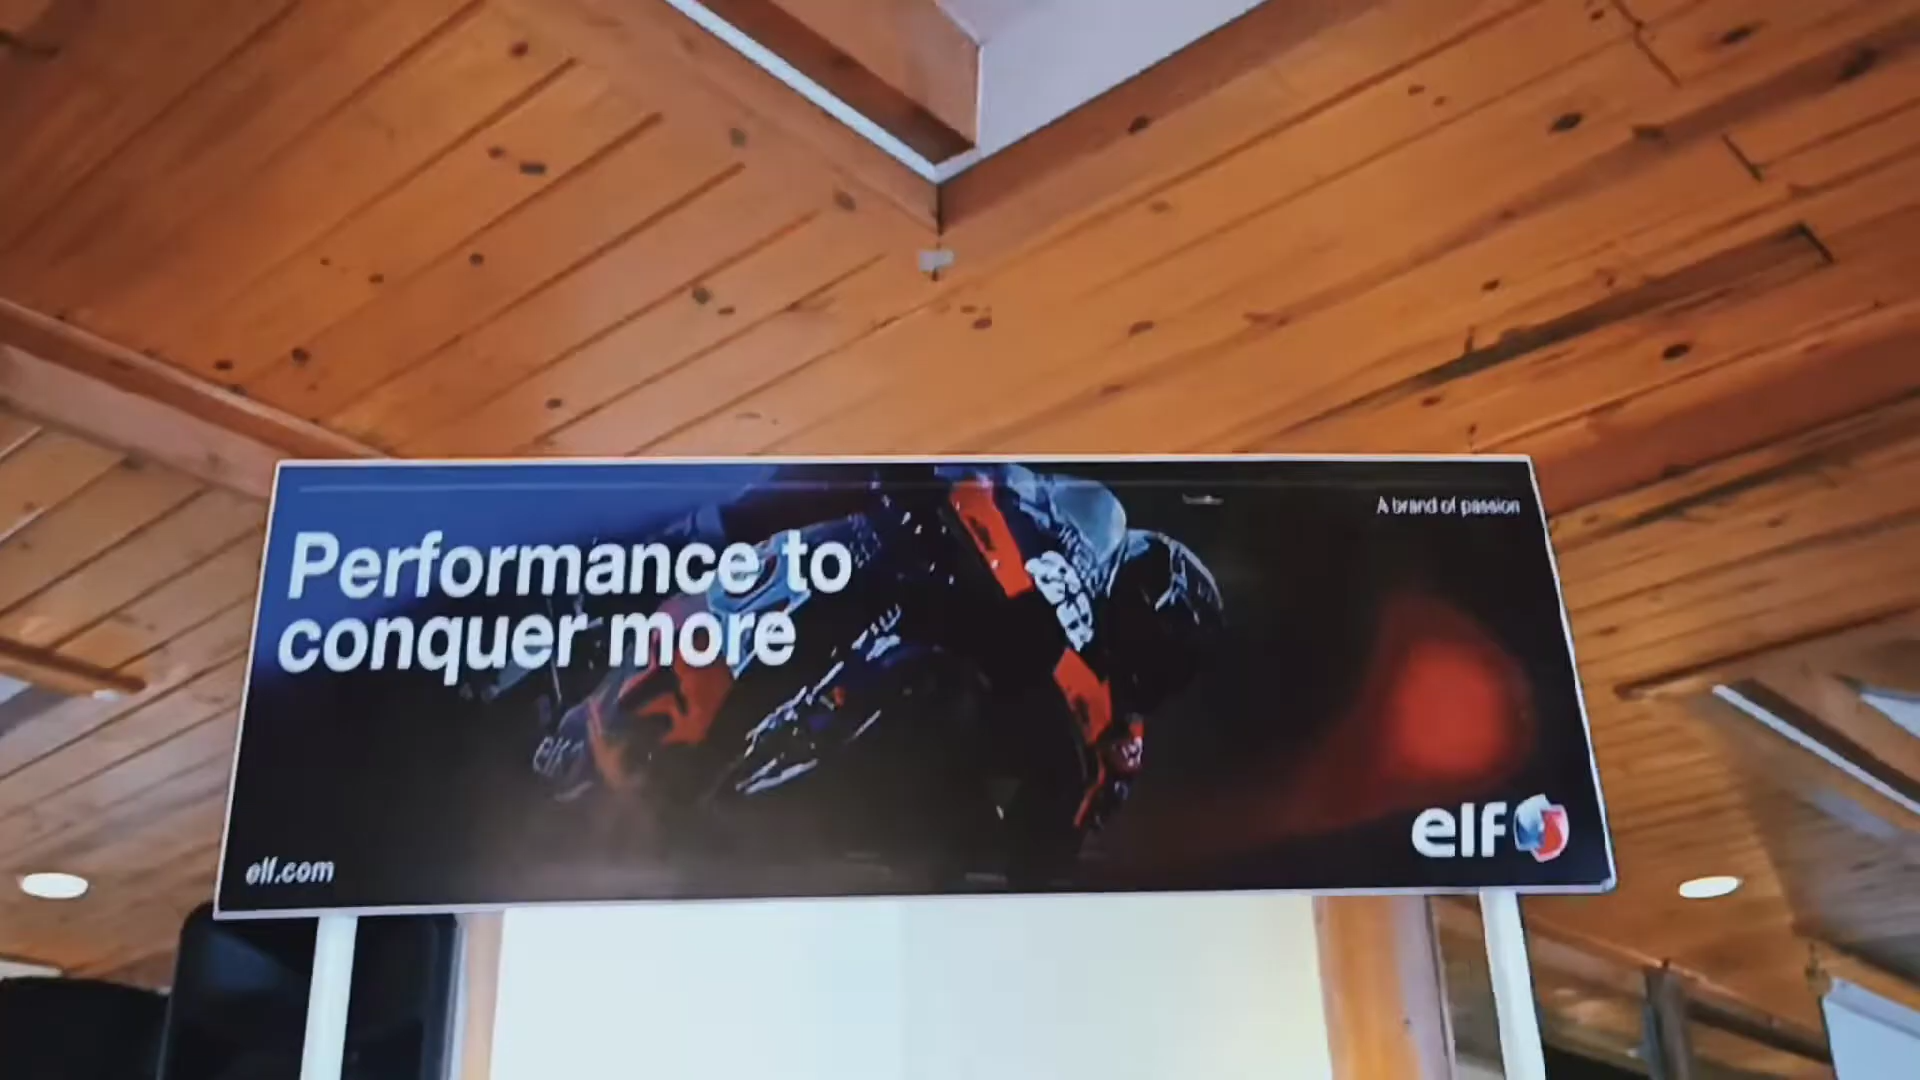 A brand of passion
Performance to
conquer more
elf
elf.com